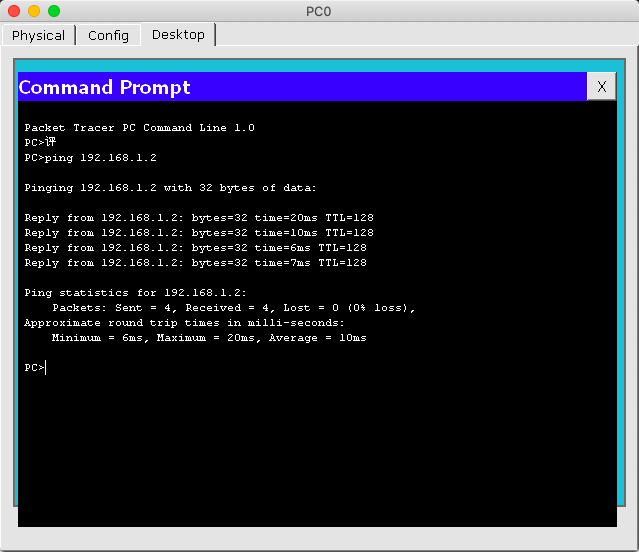 PC0
Physical Config Desktop
Command Prompt X
Packet Tracer PC Command Line 1.0
PC>评
PC>ping 192.168.1.2
Pinging 192.168.1.2 with 32 bytes of data:
Reply from 192.168.1.2: bytes=32 time=20ms TTL=128
Reply from 192.168.1.2: bytes=32 time=10ms TTL=128
Reply from 192.168.1.2: bytes=32 time=6ms TTL=128
Reply from 192.168.1.2: bytes=32 time=7ms TTL=128
Ping statistics for 192.168.1.2:
Packets: Sent = 4, Received = 4, Lost = 0 (0% loss),
Approximate round trip times in milli-seconds:
Minimum = 6ms, Maximum = 20ms, Average = 10ms
PC>